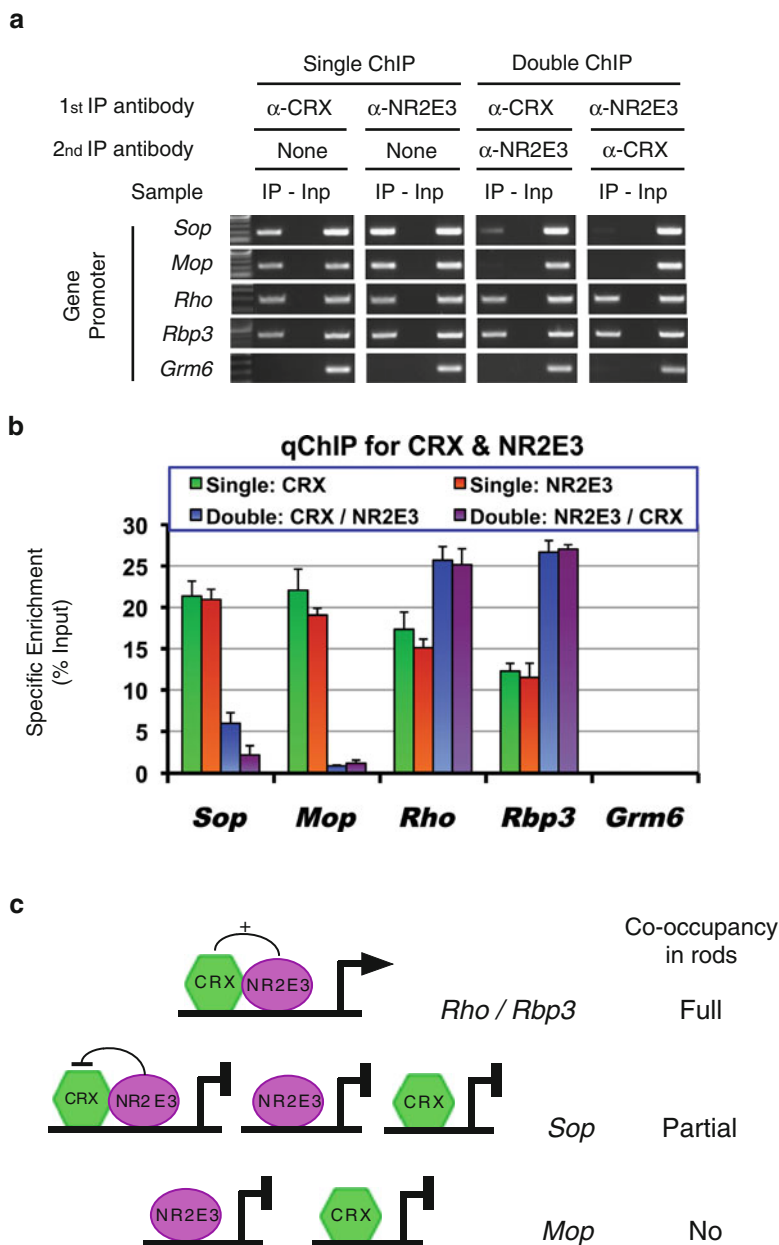 a
Single ChIP Double ChIP
1st IP antibody α-CRX α-NR2E3 α-CRX α-NR2E3
2nd IP antibody None None α-NR2E3 α-CRX
Sample IP - Inp IP - Inp IP - Inp IP - Inp
Gene Promoter
Sop
Mop
Rho
Rbp3
Grm6
b
qChIP for CRX & NR2E3
Single: CRX Single: NR2E3
Double: CRX / NR2E3 Double: NR2E3 / CRX
Specific Enrichment
(% Input)
30
25
20
15
10
5
0
Sop Mop Rho Rbp3 Grm6
c
Co-occupancy
in rods
+
CRX NR2E3
Rho / Rbp3 Full
CRX NR2E3 NR2E3 CRX
Sop Partial
NR2E3 CRX
Mop No